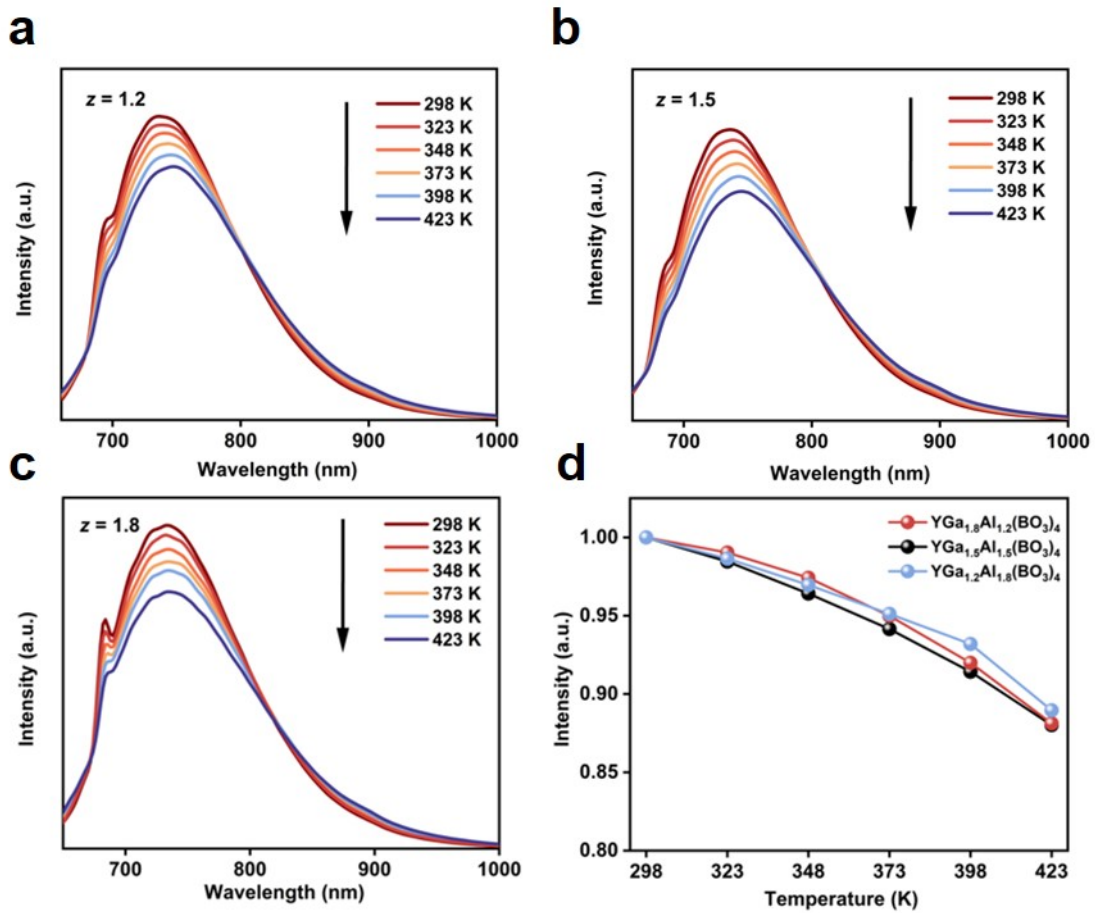 a
z = 1.2
298 K
323 K
348 K
373 K
398 K
423 K
Intensity (a.u.)
700 800 900 1000
Wavelength (nm)
b
z = 1.5
298 K
323 K
348 K
373 K
398 K
423 K
Intensity (a.u.)
700 800 900 1000
Wavelength (nm)
c
z = 1.8
298 K
323 K
348 K
373 K
398 K
423 K
Intensity (a.u.)
700 800 900 1000
Wavelength (nm)
d
YGa₁.₈Al₁.₂(BO₃)₄
YGa₁.₅Al₁.₅(BO₃)₄
YGa₁.₂Al₁.₈(BO₃)₄
1.00
0.95
0.90
0.85
0.80
Intensity (a.u.)
298 323 348 373 398 423
Temperature (K)